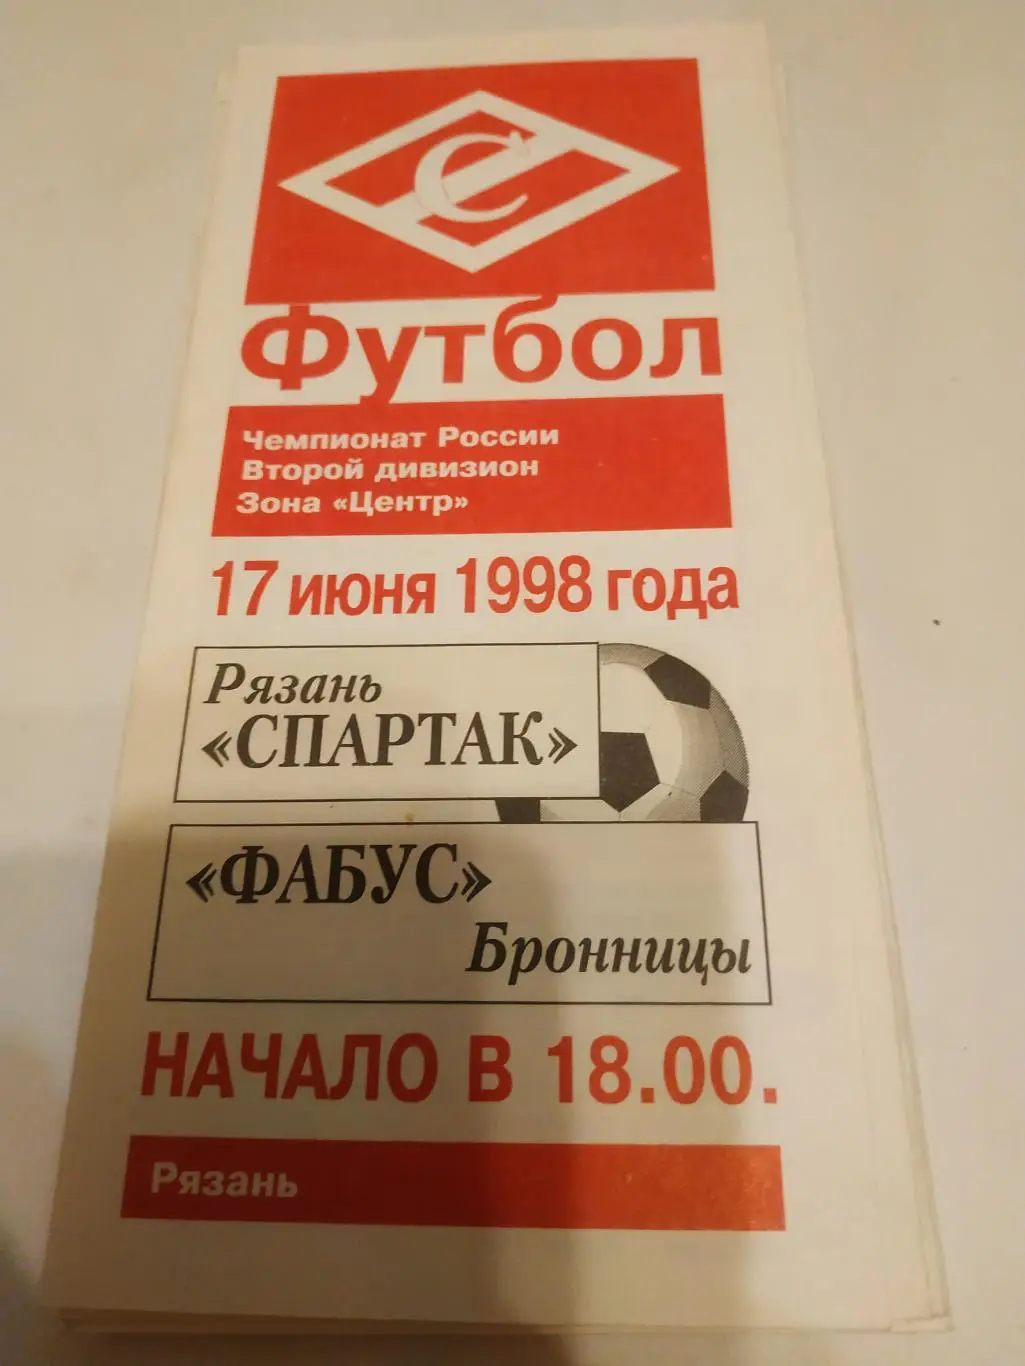 С
Футбол
Чемпионат России
Второй дивизион
Зона «Центр»
17 июня 1998 года
Рязань
«СПАРТАК»
«ФАБУС»
Бронницы
НАЧАЛО В 18.00.
Рязань